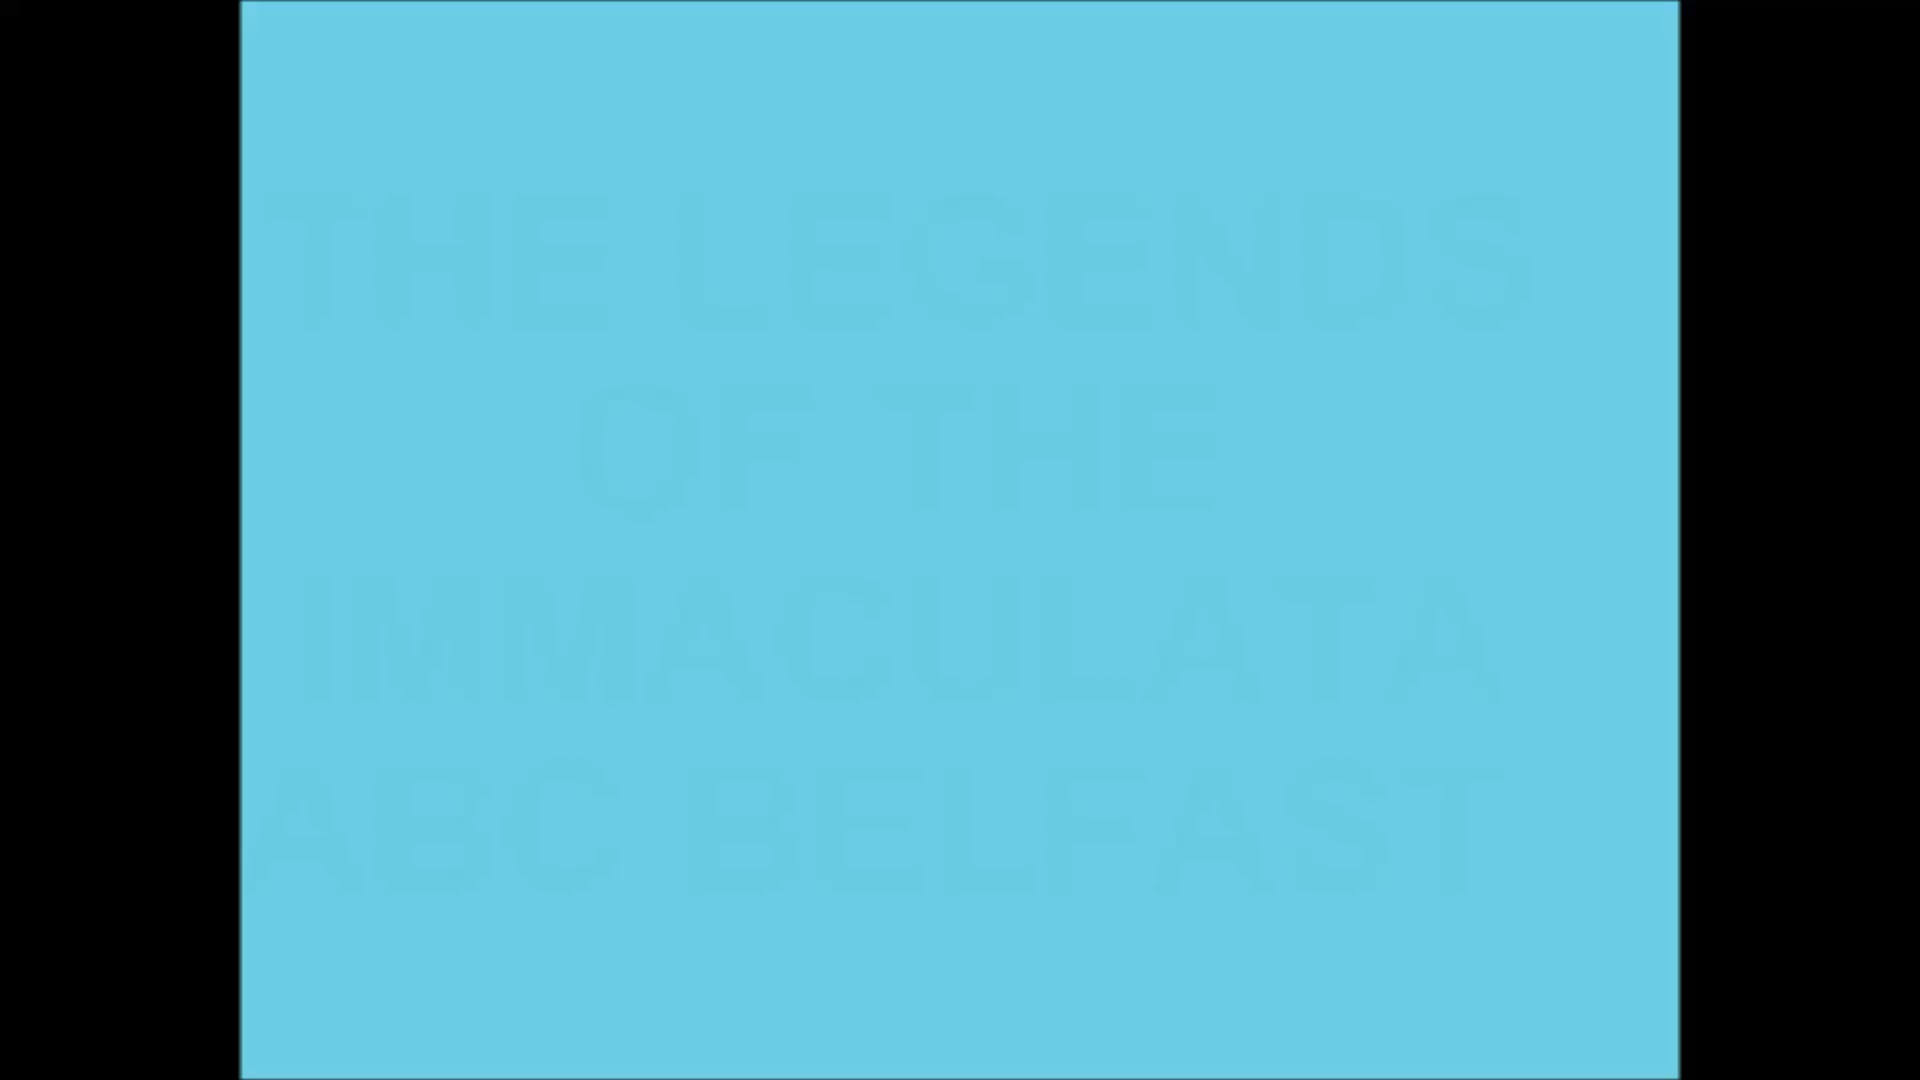 THE LEGENDS
OF THE
IMMACULATA
ABC BELFAST